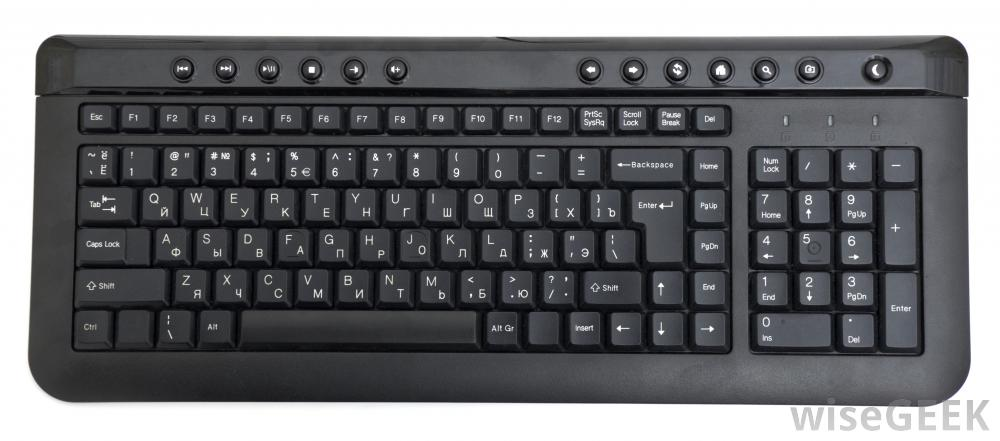 Esc F1 F2 F3 F4 F5 F6 F7 F8 F9 F10 F11 F12 PrtSc SysRq Scroll Lock Pause Break Del
~ ё ` Ё ! 1 @ " 2 # № 3 $ ; 4 % 5 € ^ : 6 & ? 7 * 8 ( 9 ) 0 _ - + = ←Backspace Home Num Lock / * −
Tab Q Й W Ц E У R К T Е Y Н U Г I Ш O Щ P З { [ Х } ] Ъ Enter PgUp 7 Home 8 ↑ 9 PgUp +
Caps Lock A Ф S Ы D В F А G П H Р J О K Л L Д : ; Ж " , Э | \ PgDn 4 ← 5 6 →
⇧ Shift Z Я X Ч C С V М B И N Т M Ь < , Б > . Ю ? / : ⇧ Shift ↑ End 1 End 2 ↓ 3 PgDn Enter
Ctrl | \ Alt Alt Gr Insert ← ↓ → 0 Ins . Del
wiseGEEK